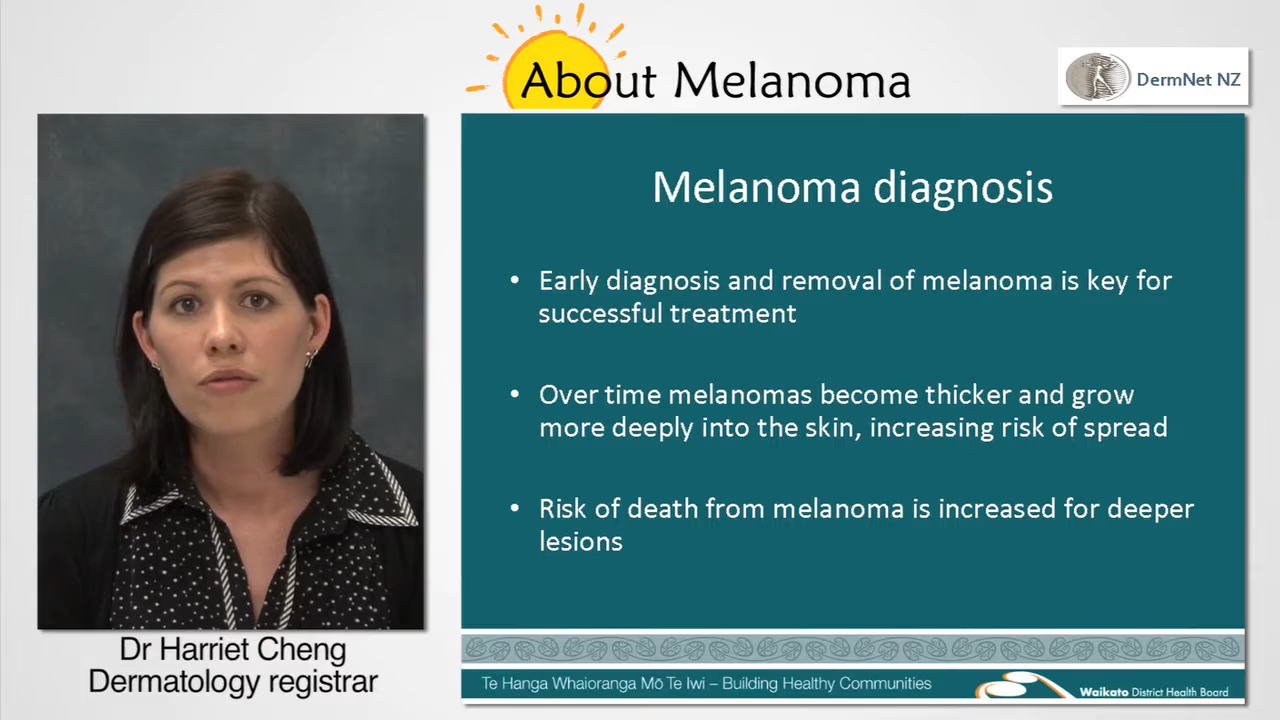 About Melanoma
DermNet NZ
Melanoma diagnosis
• Early diagnosis and removal of melanoma is key for
successful treatment
• Over time melanomas become thicker and grow
more deeply into the skin, increasing risk of spread
• Risk of death from melanoma is increased for deeper
lesions
Dr Harriet Cheng
Dermatology registrar
Te Hanga Whaioranga Mō Te Iwi – Building Healthy Communities
Waikato District Health Board